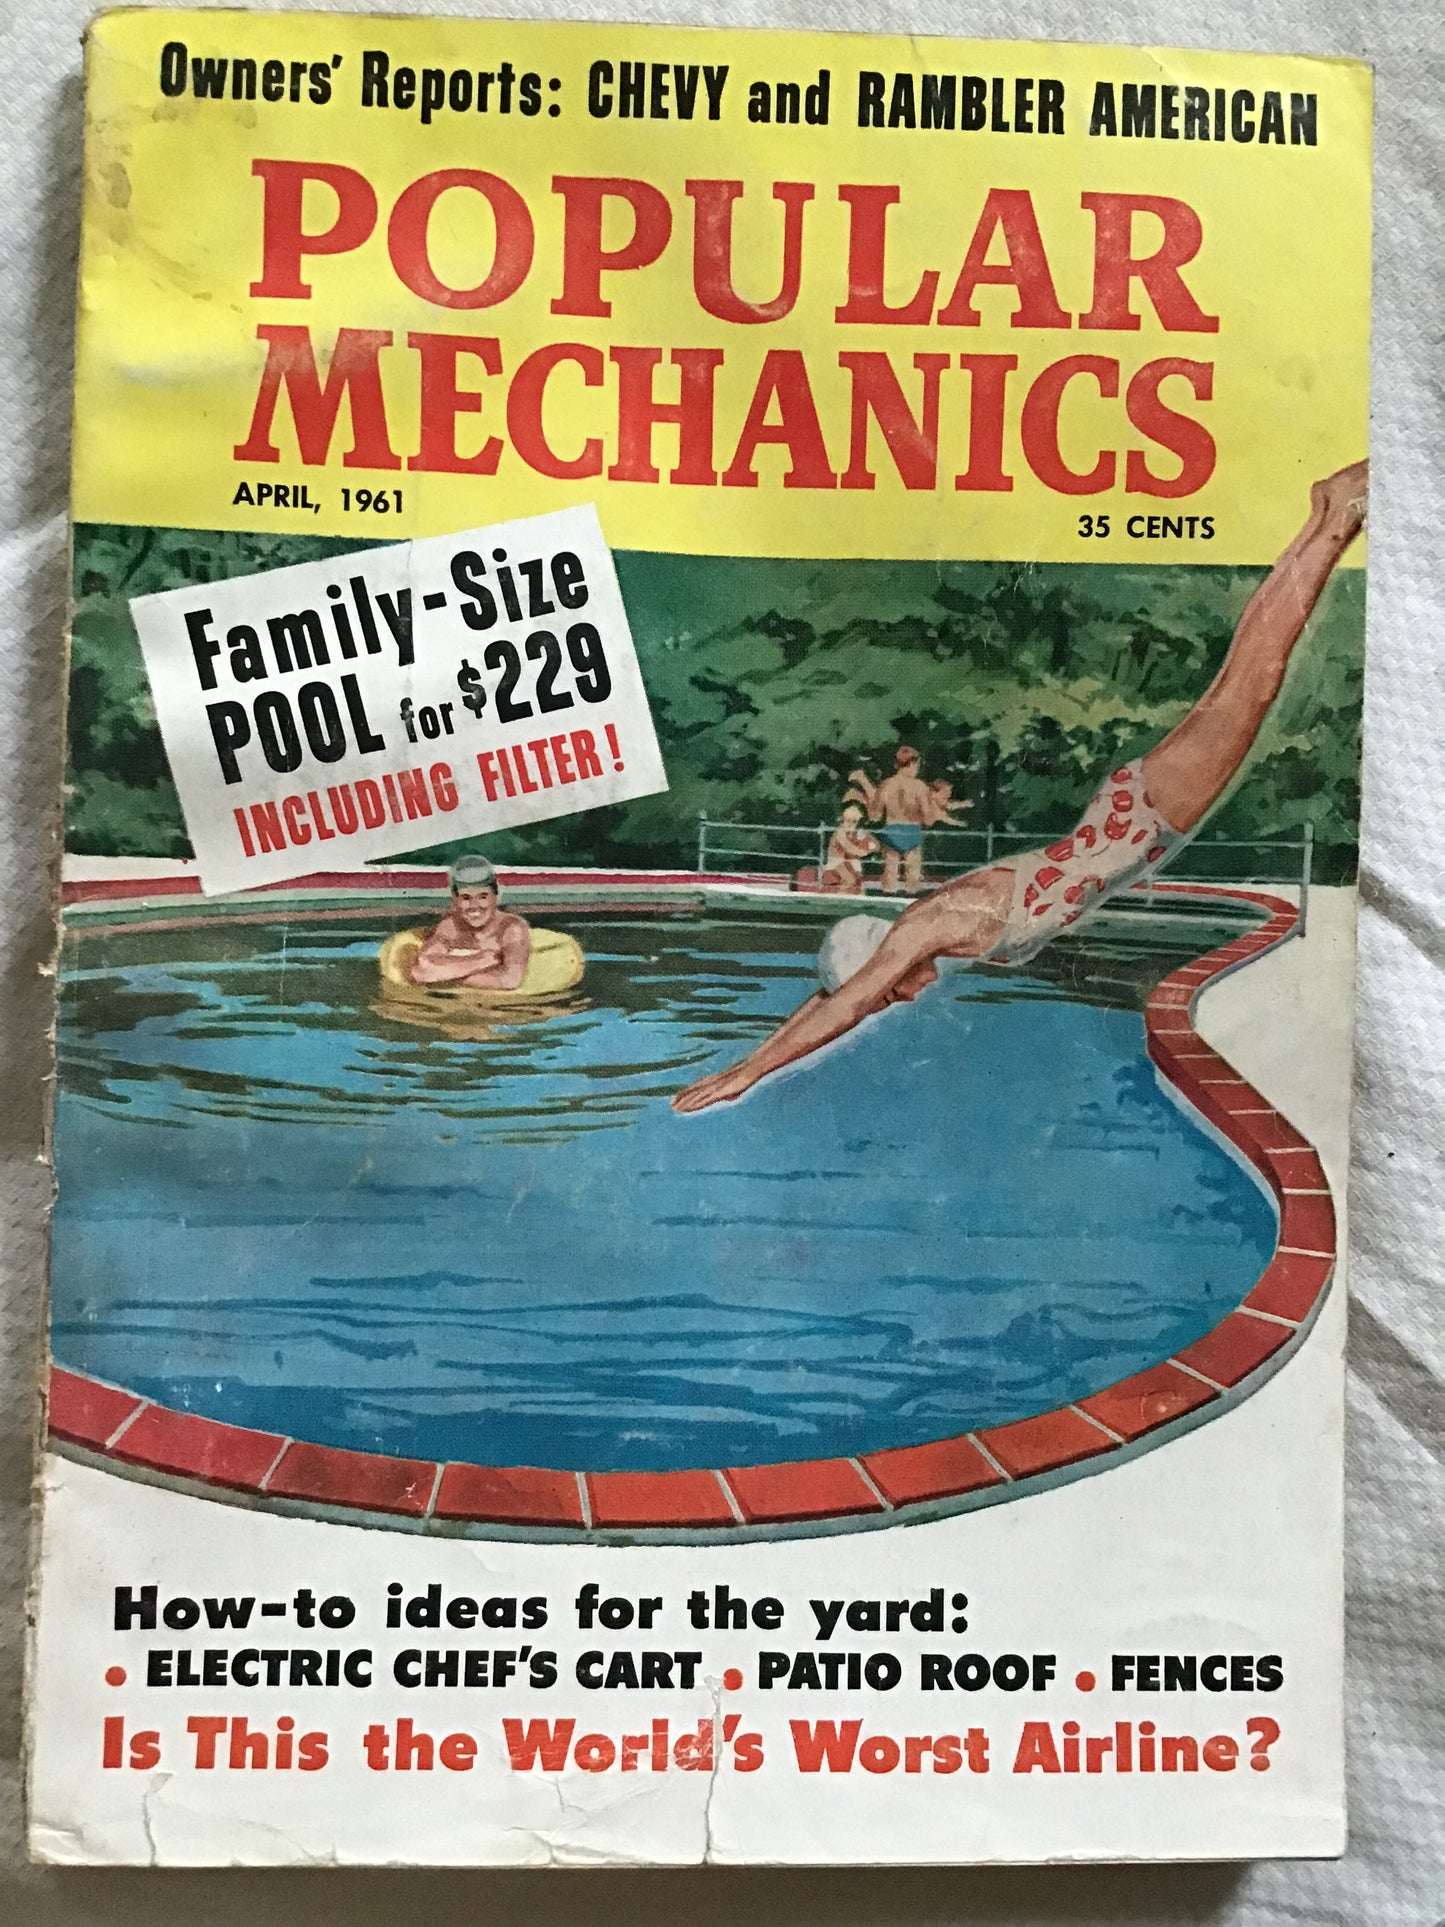 Owners' Reports: CHEVY and RAMBLER AMERICAN
POPULAR
MECHANICS
APRIL, 1961
35 CENTS
Family-Size
POOL for $229
INCLUDING FILTER!
How-to ideas for the yard:
• ELECTRIC CHEF'S CART • PATIO ROOF • FENCES
Is This the World's Worst Airline?